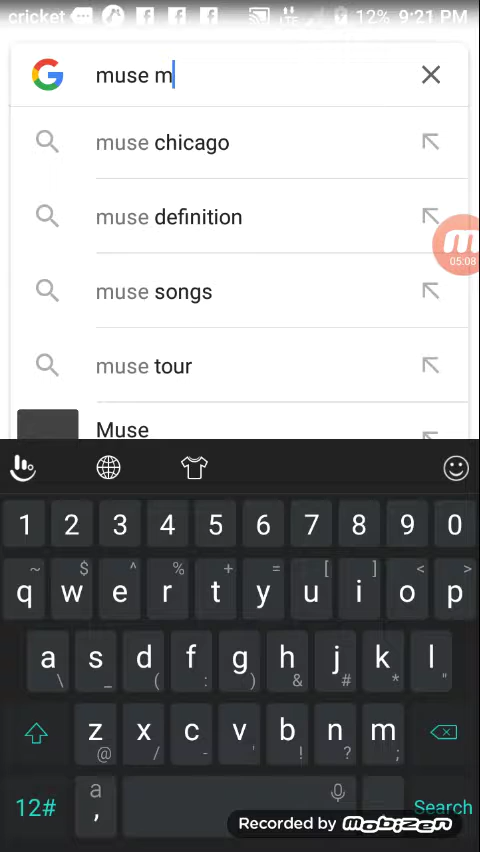 cricket 12% 9:21 PM
muse m
muse chicago
muse definition
05:08
muse songs
muse tour
Muse
1 2 3 4 5 6 7 8 9 0
~ $ ^ % + = [ ] < >
q w e r t y u i o p
a s d f g h j k l
\ _ ( : ) & # * "
z x c v b n m
@ / - ' ! ? ;
12# a , Search
Recorded by mobizen